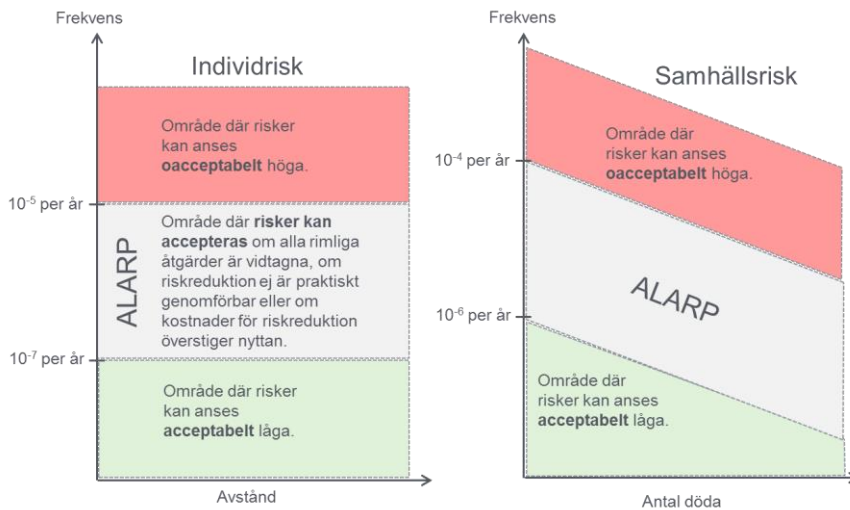 Frekvens
Individrisk
Område där risker
kan anses
oacceptabelt höga.
10⁻⁵ per år
ALARP
Område där risker kan
accepteras om alla rimliga
åtgärder är vidtagna, om
riskreduktion ej är praktiskt
genomförbar eller om
kostnader för riskreduktion
överstiger nyttan.
10⁻⁷ per år
Område där risker
kan anses
acceptabelt låga.
Avstånd
Frekvens
Samhällsrisk
Område där
risker kan anses
oacceptabelt höga.
10⁻⁴ per år
ALARP
10⁻⁶ per år
Område där
risker kan anses
acceptabelt låga.
Antal döda